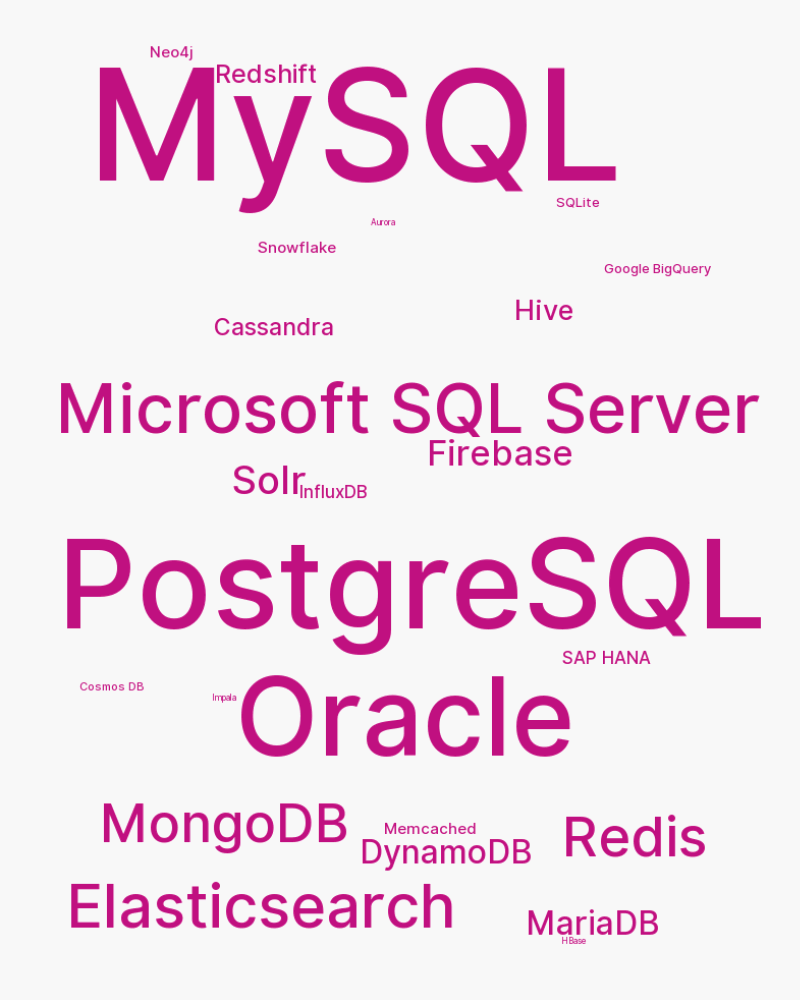 Neo4j
Redshift
MySQL
SQLite
Aurora
Snowflake
Google BigQuery
Hive
Cassandra
Microsoft SQL Server
Firebase
Solr
InfluxDB
PostgreSQL
SAP HANA
Cosmos DB
Impala
Oracle
MongoDB
Memcached
Redis
DynamoDB
Elasticsearch
MariaDB
HBase